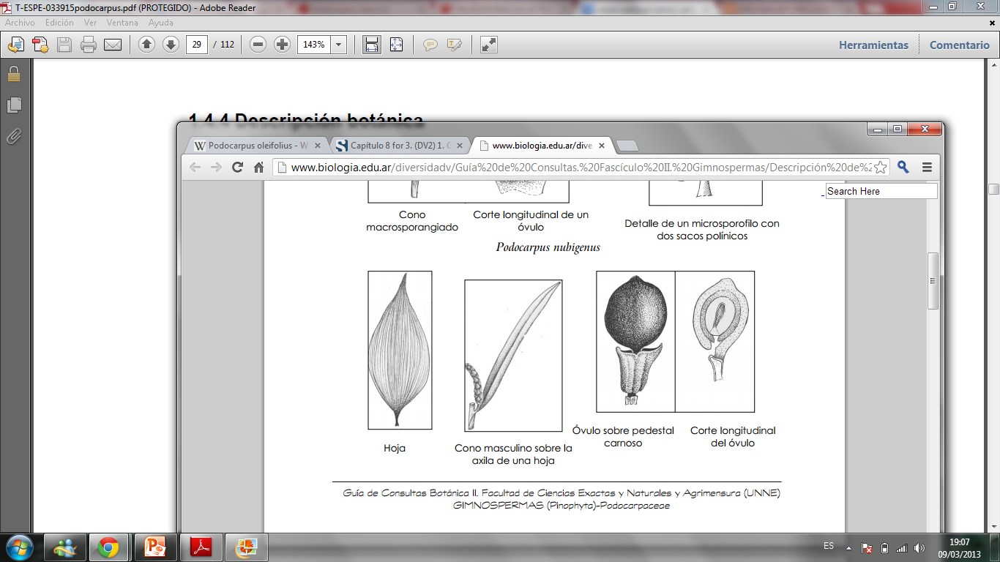 T-ESPE-033915podocarpus.pdf (PROTEGIDO) - Adobe Reader
Archivo Edición Ver Ventana Ayuda
29 / 112 143% Herramientas Comentario
1.4.4 Descripción botánica
Podocarpus oleifolius - W Capítulo 8 for 3. (DV2) 1. G www.biologia.edu.ar/dive
www.biologia.edu.ar/diversidadv/Guía%20de%20Consultas.%20Fascículo%20II.%20Gimnospermas/Descripción%20de%2
Search Here
Cono
macrosporangiado
Corte longitudinal de un
óvulo
Detalle de un microsporofilo con
dos sacos polínicos
Podocarpus nubigenus
Hoja
Cono masculino sobre la
axila de una hoja
Óvulo sobre pedestal
carnoso
Corte longitudinal
del óvulo
Guía de Consultas Botánica II. Facultad de Ciencias Exactas y Naturales y Agrimensura (UNNE)
GIMNOSPERMAS (Pinophyta)-Podocarpaceae
ES
19:07
09/03/2013